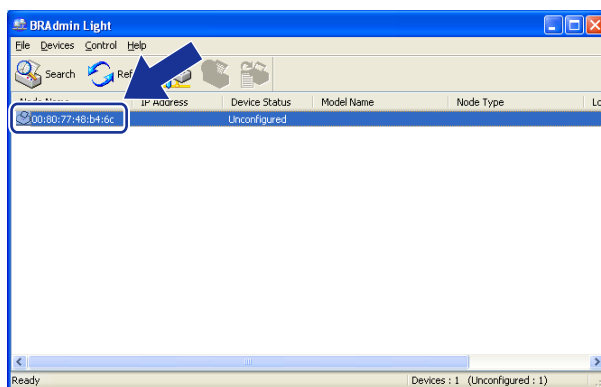 BRAdmin Light
File Devices Control Help
Search
IP Address Device Status Model Name Node Type
00:80:77:48:b4:6c Unconfigured
Ready Devices : 1 (Unconfigured : 1)